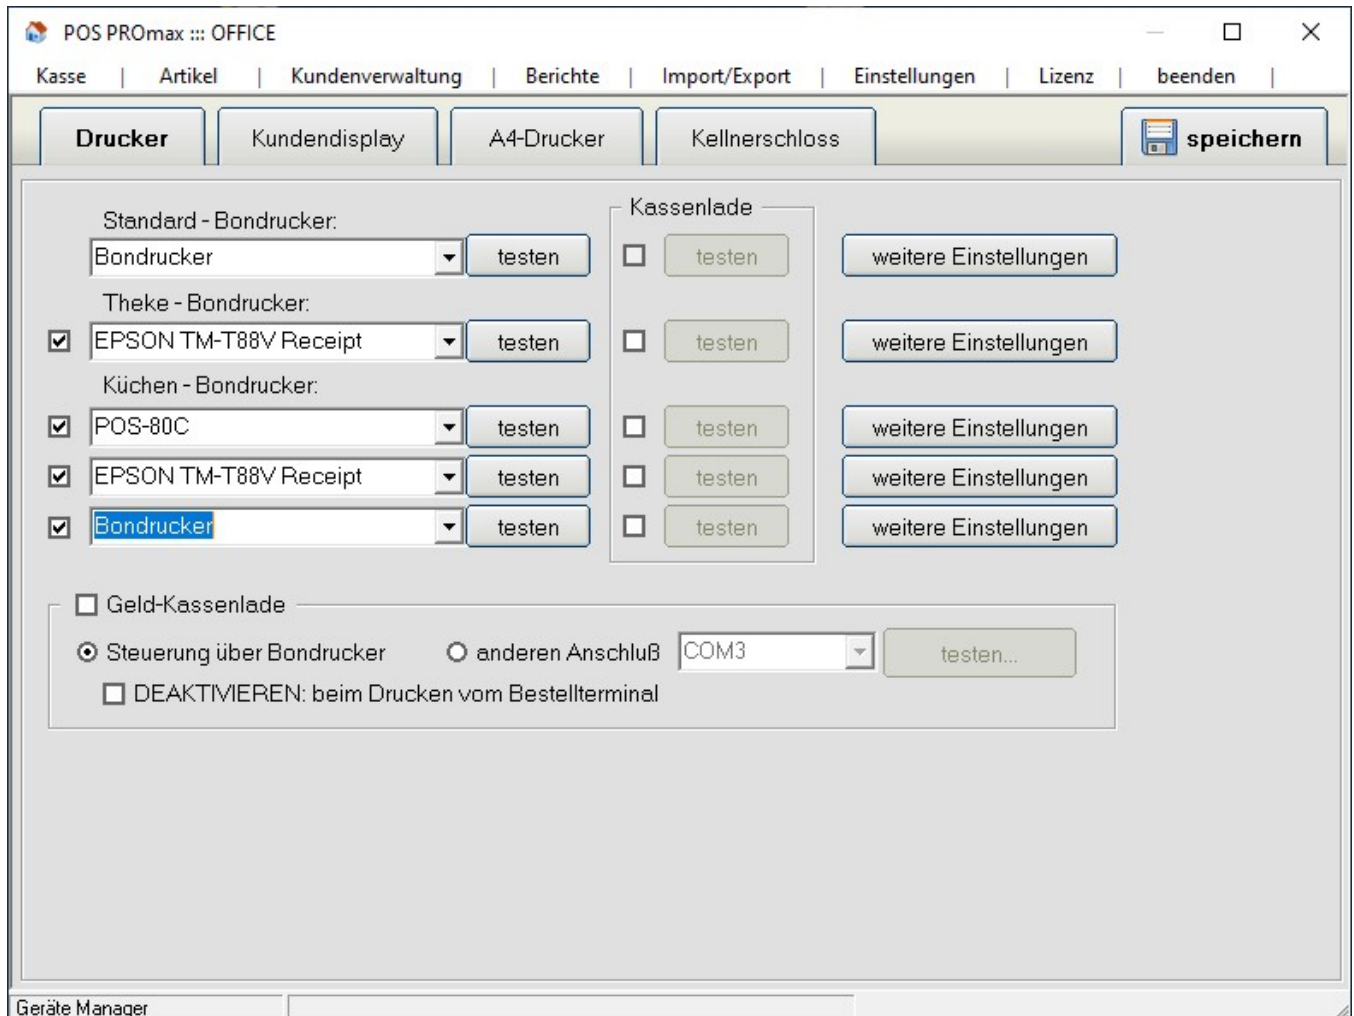 POS PROmax ::: OFFICE
Kasse | Artikel | Kundenverwaltung | Berichte | Import/Export | Einstellungen | Lizenz | beenden |
Drucker Kundendisplay A4-Drucker Kellnerschloss speichern
Standard - Bondrucker: Kassenlade
Bondrucker testen testen weitere Einstellungen
Theke - Bondrucker:
EPSON TM-T88V Receipt testen testen weitere Einstellungen
Küchen - Bondrucker:
POS-80C testen testen weitere Einstellungen
EPSON TM-T88V Receipt testen testen weitere Einstellungen
Bondrucker testen testen weitere Einstellungen
Geld-Kassenlade
Steuerung über Bondrucker anderen Anschluß COM3 testen...
DEAKTIVIEREN: beim Drucken vom Bestellterminal
Geräte Manager